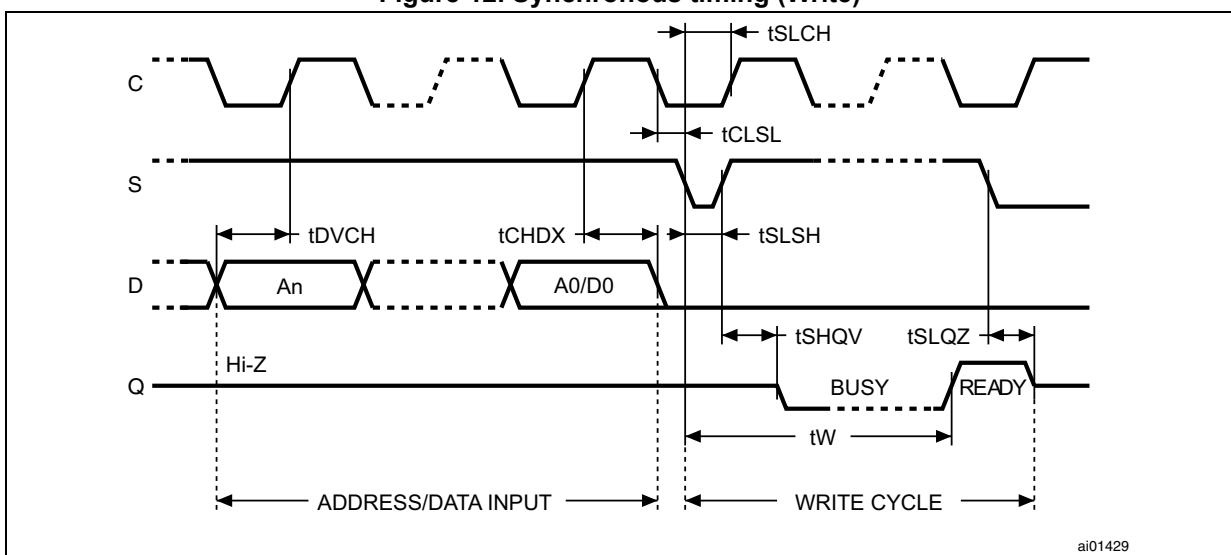 Figure 12. Synchronous timing (Write)
tSLCH
C
tCLSL
S
tDVCH
tCHDX
tSLSH
D
An
A0/D0
tSHQV
tSLQZ
Hi-Z
Q
BUSY
READY
tW
ADDRESS/DATA INPUT
WRITE CYCLE
ai01429